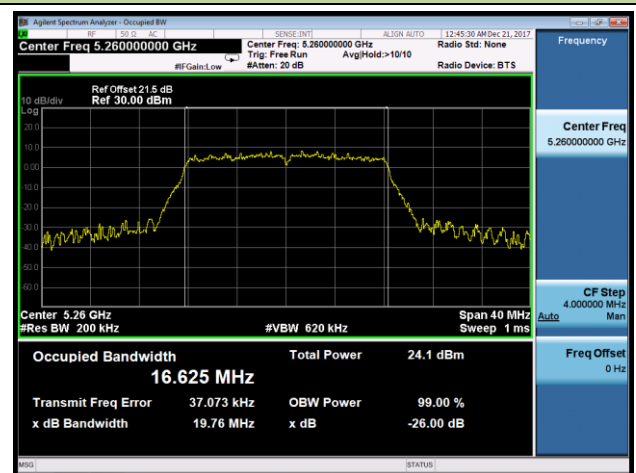 Agilent Spectrum Analyzer - Occupied BW
RF 50 Ω AC SENSE:INT ALIGN AUTO 12:45:30 AM Dec 21, 2017
Center Freq 5.260000000 GHz Center Freq: 5.260000000 GHz Radio Std: None
Trig: Free Run Avg|Hold:>10/10
#IFGain:Low #Atten: 20 dB Radio Device: BTS
Frequency
Ref Offset 21.5 dB
10 dB/div Ref 30.00 dBm
Log
20.0
10.0
0.00
-10.0
-20.0
-30.0
-40.0
-50.0
-60.0
Center Freq
5.260000000 GHz
Center 5.26 GHz Span 40 MHz
#Res BW 200 kHz #VBW 620 kHz Sweep 1 ms
CF Step
4.000000 MHz
Auto Man
Freq Offset
0 Hz
Occupied Bandwidth Total Power 24.1 dBm
16.625 MHz
Transmit Freq Error 37.073 kHz OBW Power 99.00 %
x dB Bandwidth 19.76 MHz x dB -26.00 dB
MSG STATUS